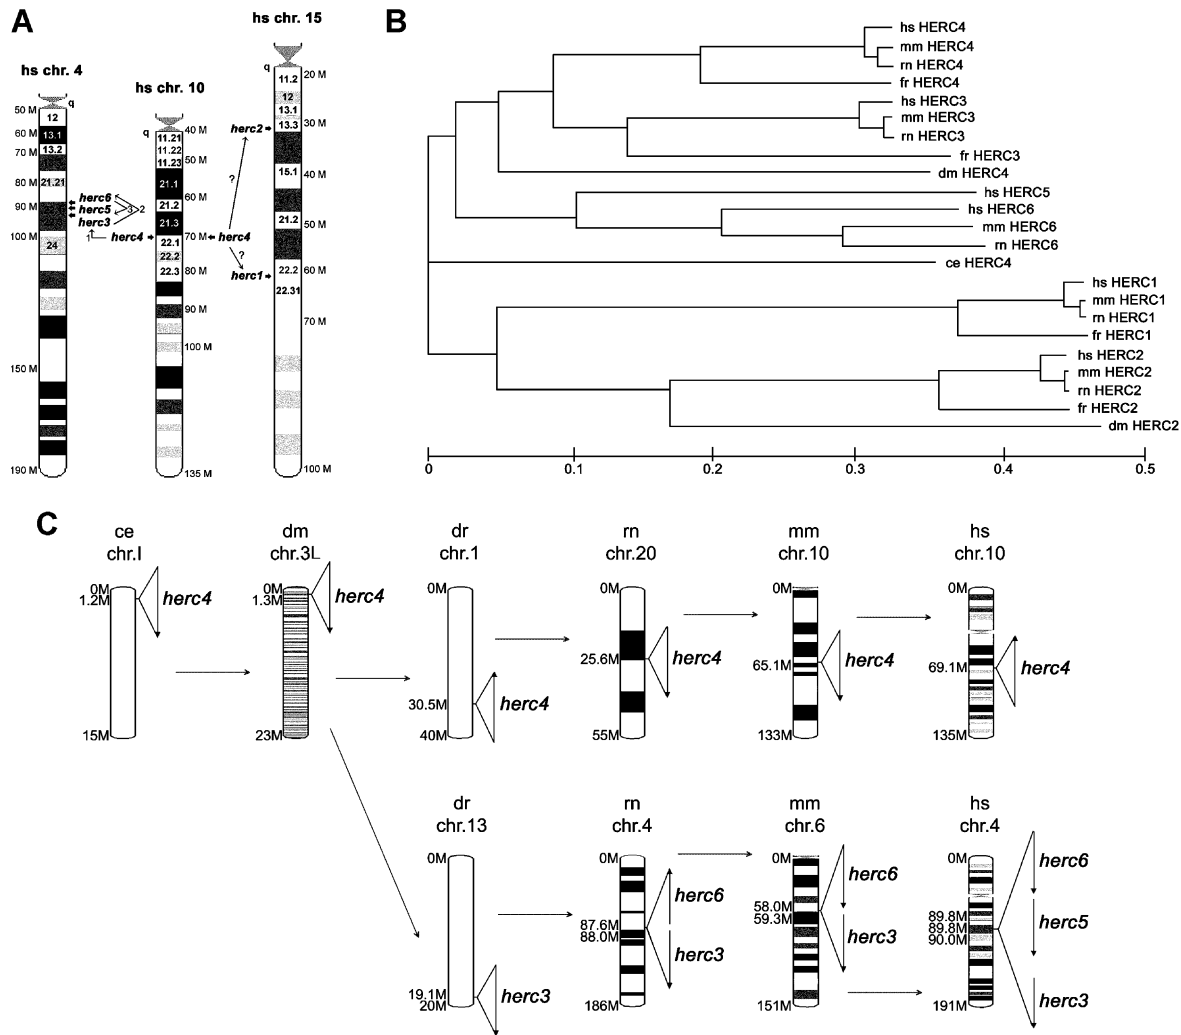 A
B
hs chr. 15
hs chr. 4
hs chr. 10
q
20 M
11.2
12
13.1
13.3
30 M
herc2
15.1
40 M
21.2
50 M
22.2
60 M
herc1
22.31
70 M
100 M
q
50 M
12
60 M
13.1
70 M
13.2
80 M
21.21
90 M
100 M
24
150 M
190 M
herc6
herc5
herc3
3
2
1
herc4
q
40 M
11.21
11.22
11.23
50 M
21.1
60 M
21.2
21.3
70 M
22.1
22.2
22.3
80 M
90 M
100 M
135 M
herc4
?
?
hs HERC4
mm HERC4
rn HERC4
fr HERC4
hs HERC3
mm HERC3
rn HERC3
fr HERC3
dm HERC4
hs HERC5
hs HERC6
mm HERC6
rn HERC6
ce HERC4
hs HERC1
mm HERC1
rn HERC1
fr HERC1
hs HERC2
mm HERC2
rn HERC2
fr HERC2
dm HERC2
0 0.1 0.2 0.3 0.4 0.5
C
ce
chr.I
0M
1.2M
15M
herc4
dm
chr.3L
0M
1.3M
23M
herc4
dr
chr.1
0M
30.5M
40M
herc4
rn
chr.20
0M
25.6M
55M
herc4
mm
chr.10
0M
65.1M
133M
herc4
hs
chr.10
0M
69.1M
135M
herc4
dr
chr.13
0M
19.1M
20M
herc3
rn
chr.4
0M
87.6M
88.0M
186M
herc6
herc3
mm
chr.6
0M
58.0M
59.3M
151M
herc6
herc3
hs
chr.4
0M
89.8M
89.8M
90.0M
191M
herc6
herc5
herc3